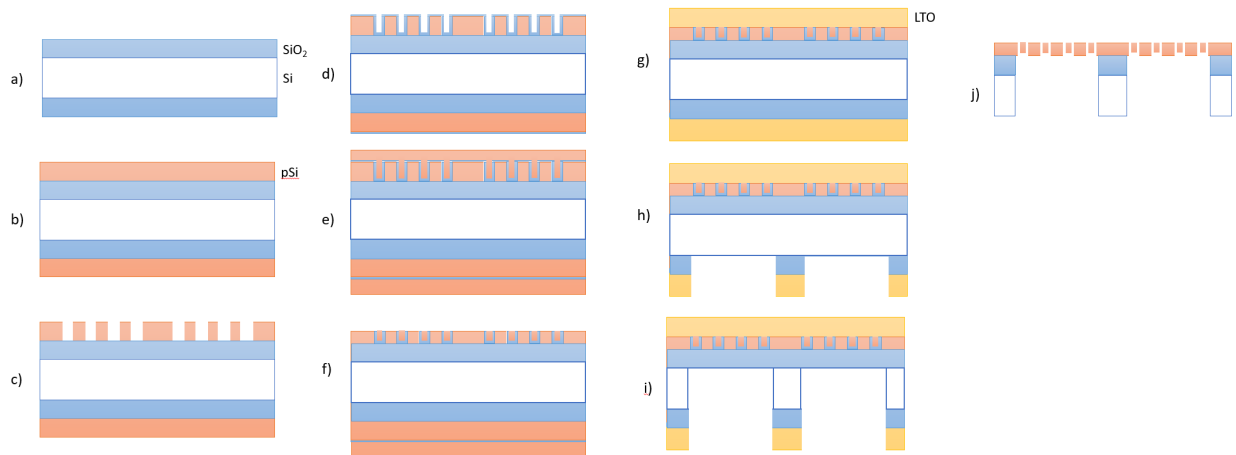 a)
SiO₂
Si
b)
pSi
c)
d)
e)
f)
g)
LTO
h)
i)
j)